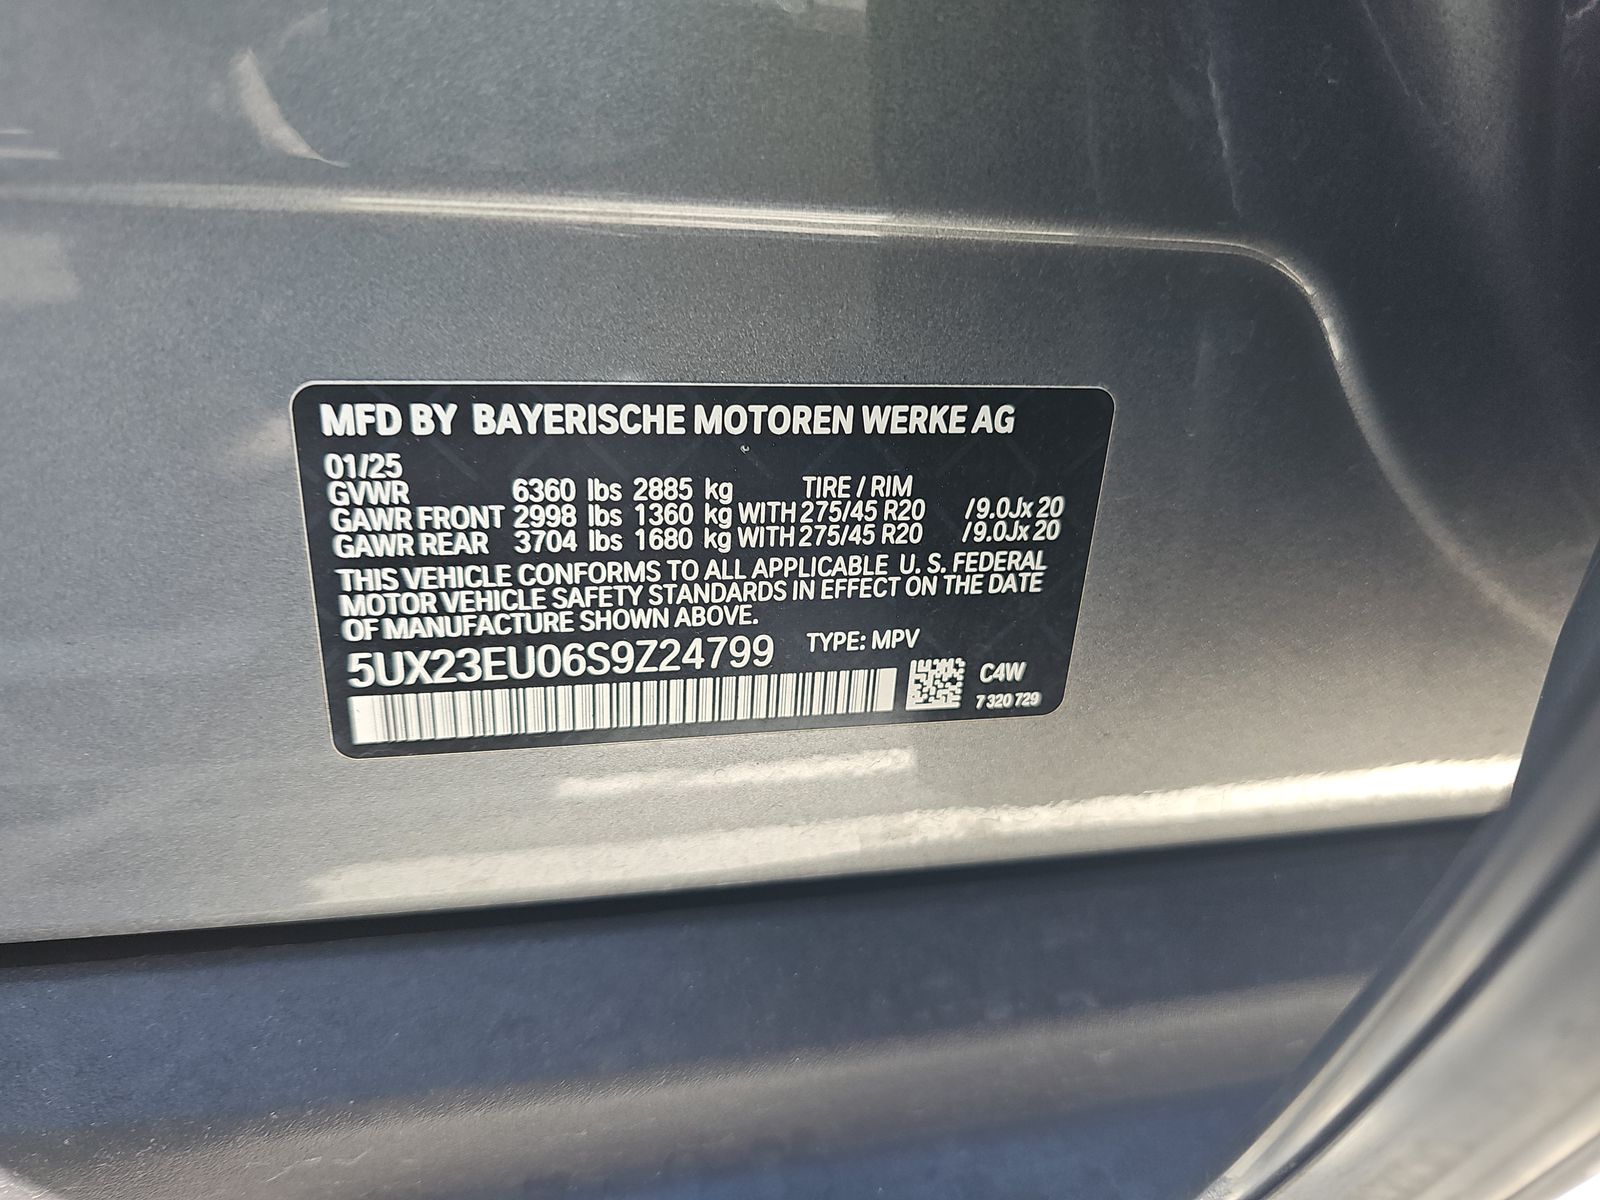 MFD BY BAYERISCHE MOTOREN WERKE AG
01/25
GVWR 6360 lbs 2885 kg TIRE / RIM
GAWR FRONT 2998 lbs 1360 kg WITH 275/45 R20 /9.0Jx20
GAWR REAR 3704 lbs 1680 kg WITH 275/45 R20 /9.0Jx20
THIS VEHICLE CONFORMS TO ALL APPLICABLE U. S. FEDERAL
MOTOR VEHICLE SAFETY STANDARDS IN EFFECT ON THE DATE
OF MANUFACTURE SHOWN ABOVE.
5UX23EU06S9Z24799 TYPE: MPV
C4W
7 320 729